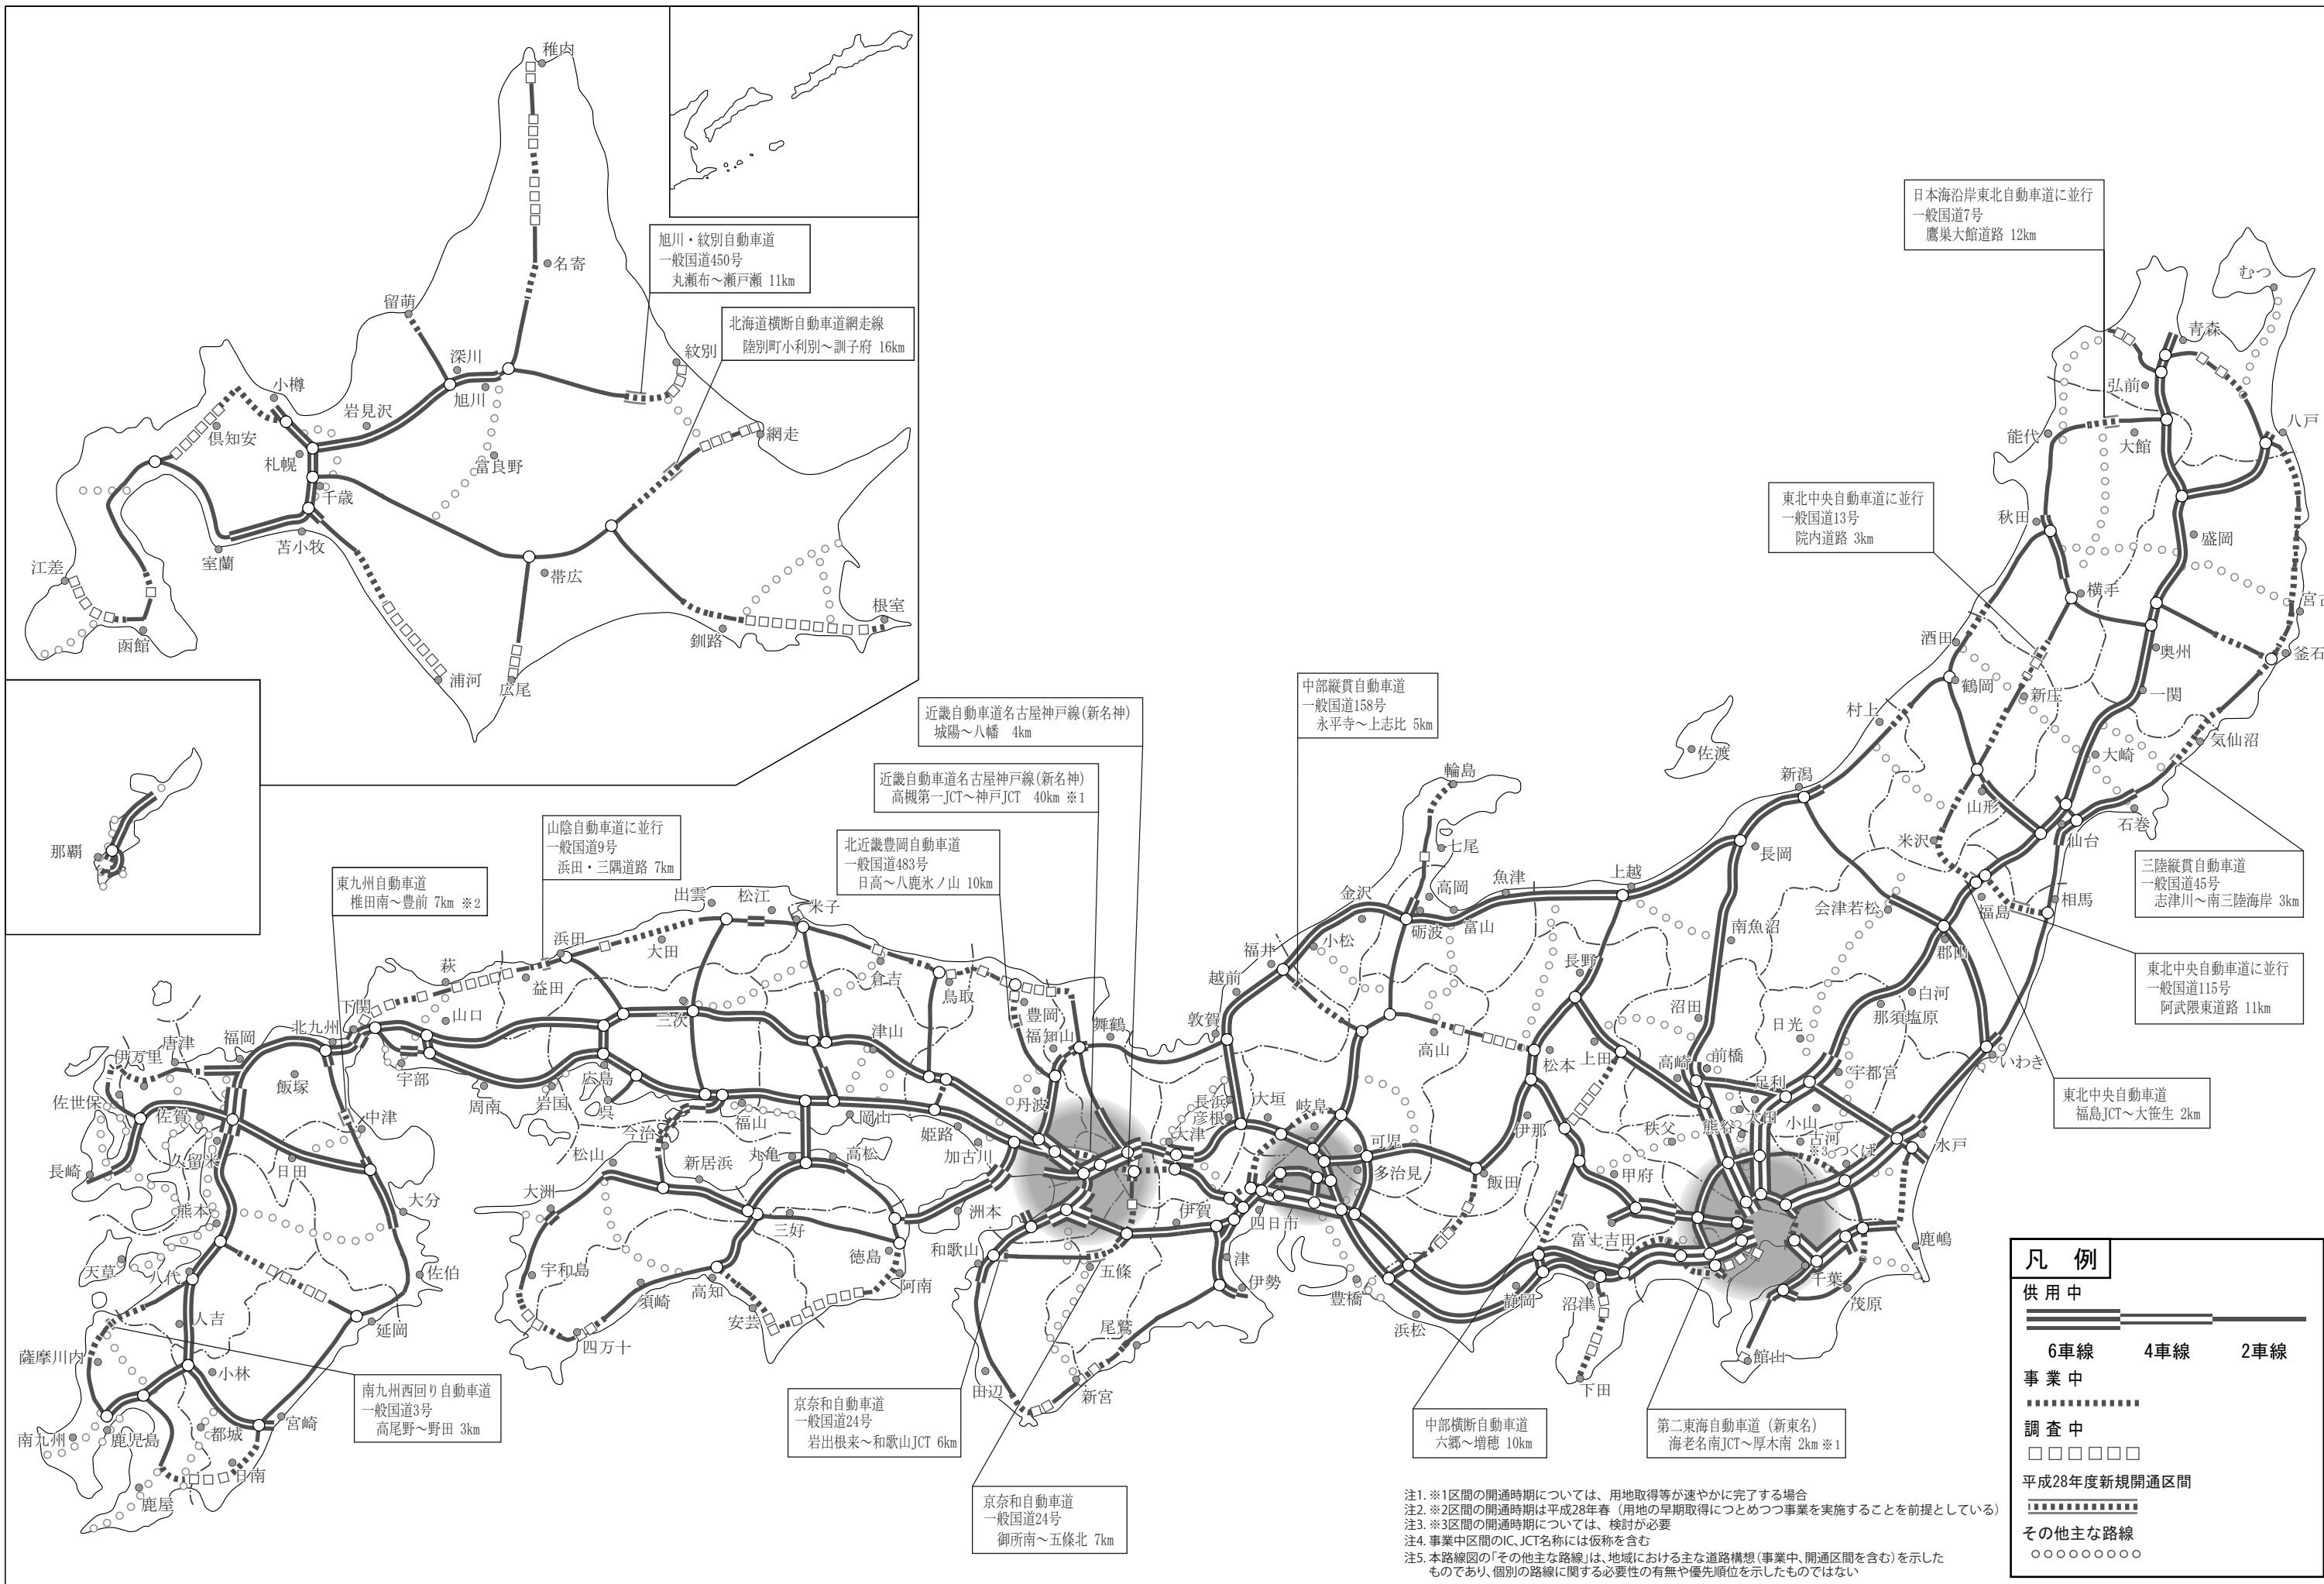 稚内
名寄
留萌
深川
旭川
紋別
小樽
岩見沢
倶知安
札幌
富良野
網走
千歳
江差
室蘭
苫小牧
帯広
根室
函館
釧路
浦河
広尾
旭川・紋別自動車道
一般国道450号
丸瀬布～瀬戸瀬 11km
北海道横断自動車道網走線
陸別町小利別～訓子府 16km
那覇
日本海沿岸東北自動車道に並行
一般国道7号
鷹巣大館道路 12km
むつ
青森
弘前
八戸
能代
大館
東北中央自動車道に並行
一般国道13号
院内道路 3km
秋田
盛岡
横手
宮古
酒田
奥州
釜石
鶴岡
新庄
一関
村上
気仙沼
佐渡
大崎
新潟
山形
石巻
米沢
仙台
長岡
三陸縦貫自動車道
一般国道45号
志津川～南三陸海岸 3km
相馬
会津若松
福島
南魚沼
郡山
東北中央自動車道に並行
一般国道115号
阿武隈東道路 11km
白河
那須塩原
いわき
東北中央自動車道
福島JCT～大笹生 2km
中部縦貫自動車道
一般国道158号
永平寺～上志比 5km
近畿自動車道名古屋神戸線(新名神)
城陽～八幡 4km
近畿自動車道名古屋神戸線(新名神)
高槻第一JCT～神戸JCT 40km ※1
山陰自動車道に並行
一般国道9号
浜田・三隅道路 7km
北近畿豊岡自動車道
一般国道483号
日高～八鹿氷ノ山 10km
東九州自動車道
椎田南～豊前 7km ※2
輪島
七尾
金沢
高岡
魚津
上越
砺波
富山
小松
福井
越前
長野
沼田
日光
敦賀
高山
松本
上田
高崎
前橋
足利
宇都宮
太田
小山
秩父
熊谷
古河
※3
つくば
水戸
大垣
岐阜
可児
多治見
伊那
飯田
甲府
長浜
彦根
大津
四日市
伊賀
津
伊勢
豊橋
浜松
静岡
沼津
富士吉田
下田
千葉
茂原
鹿嶋
館山
出雲
松江
米子
浜田
大田
益田
萩
山口
下関
北九州
宇部
周南
岩国
広島
呉
三次
倉吉
鳥取
津山
豊岡
福知山
舞鶴
丹波
福山
岡山
姫路
加古川
今治
松山
新居浜
丸亀
高松
大洲
三好
徳島
阿南
洲本
和歌山
五條
宇和島
須崎
高知
安芸
四万十
田辺
新宮
尾鷲
福岡
唐津
伊万里
飯塚
佐世保
佐賀
中津
久留米
日田
長崎
大分
熊本
天草
八代
佐伯
人吉
延岡
薩摩川内
小林
宮崎
南九州
鹿児島
都城
日南
鹿屋
南九州西回り自動車道
一般国道3号
高尾野～野田 3km
京奈和自動車道
一般国道24号
岩出根来～和歌山JCT 6km
京奈和自動車道
一般国道24号
御所南～五條北 7km
中部横断自動車道
六郷～増穂 10km
第二東海自動車道（新東名）
海老名南JCT～厚木南 2km ※1
注1. ※1区間の開通時期については、用地取得等が速やかに完了する場合
注2. ※2区間の開通時期は平成28年春（用地の早期取得につとめつつ事業を実施することを前提としている）
注3. ※3区間の開通時期については、検討が必要
注4. 事業中区間のIC、JCT名称には仮称を含む
注5. 本路線図の「その他主な路線」は、地域における主な道路構想（事業中、開通区間を含む）を示した
ものであり、個別の路線に関する必要性の有無や優先順位を示したものではない
凡 例
供用中
6車線 4車線 2車線
事業中
調査中
平成28年度新規開通区間
その他主な路線